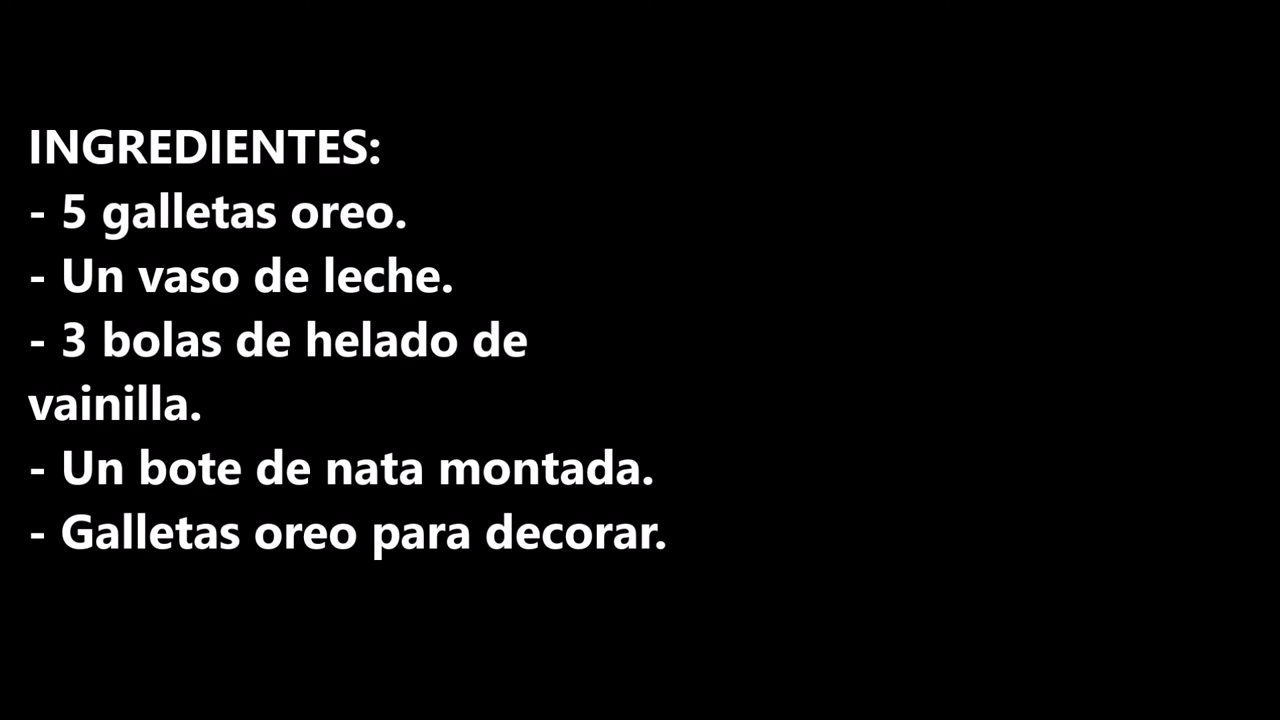 INGREDIENTES:
- 5 galletas oreo.
- Un vaso de leche.
- 3 bolas de helado de
vainilla.
- Un bote de nata montada.
- Galletas oreo para decorar.